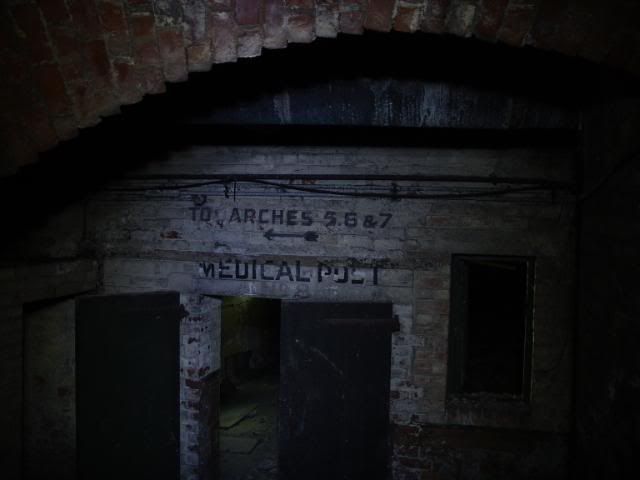 TO ARCHES 5.6 & 7
MEDICAL POST